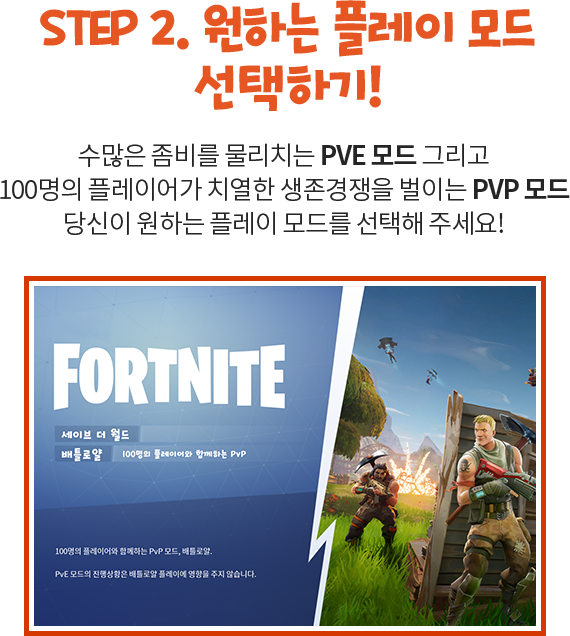 STEP 2. 원하는 플레이 모드
선택하기!
수많은 좀비를 물리치는 PVE 모드 그리고
100명의 플레이어가 치열한 생존경쟁을 벌이는 PVP 모드
당신이 원하는 플레이 모드를 선택해 주세요!
FORTNITE
세이브 더 월드
배틀로얄 100명의 플레이어와 함께하는 PvP
100명의 플레이어와 함께하는 PvP 모드, 배틀로얄.
PvE 모드의 진행상황은 배틀로얄 플레이에 영향을 주지 않습니다.